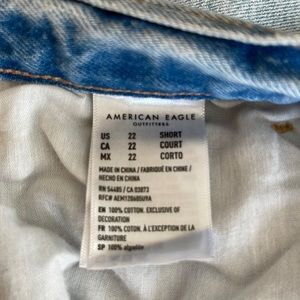 AMERICAN EAGLE
OUTFITTERS
US 22 SHORT
CA 22 COURT
MX 22 CORTO
MADE IN CHINA / FABRIQUÉ EN CHINE /
HECHO EN CHINA
RN 54485 / CA 03873
RFC# AEM120605U9A
EN 100% COTTON. EXCLUSIVE OF
DECORATION
FR 100% COTON. À L'EXCEPTION DE LA
GARNITURE
SP 100% algodón